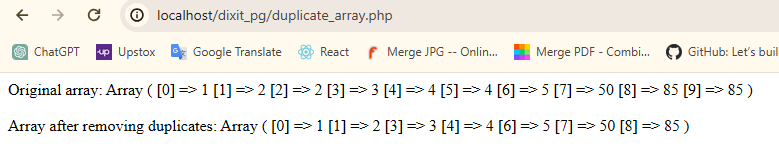 localhost/dixit_pg/duplicate_array.php
ChatGPT up Upstox Google Translate React Merge JPG -- Onlin... Merge PDF - Combi... GitHub: Let's buil
Original array: Array ( [0] => 1 [1] => 2 [2] => 2 [3] => 3 [4] => 4 [5] => 4 [6] => 5 [7] => 50 [8] => 85 [9] => 85 )
Array after removing duplicates: Array ( [0] => 1 [1] => 2 [3] => 3 [4] => 4 [6] => 5 [7] => 50 [8] => 85 )